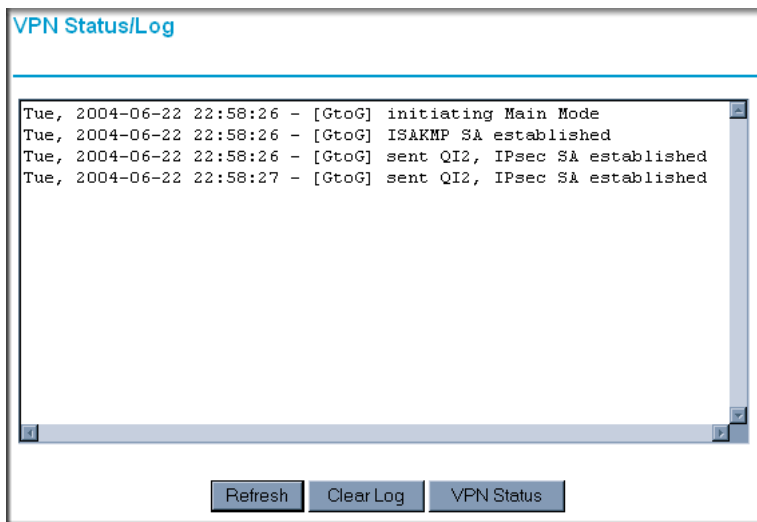 VPN Status/Log
Tue, 2004-06-22 22:58:26 - [GtoG] initiating Main Mode
Tue, 2004-06-22 22:58:26 - [GtoG] ISAKMP SA established
Tue, 2004-06-22 22:58:26 - [GtoG] sent QI2, IPsec SA established
Tue, 2004-06-22 22:58:27 - [GtoG] sent QI2, IPsec SA established
Refresh Clear Log VPN Status